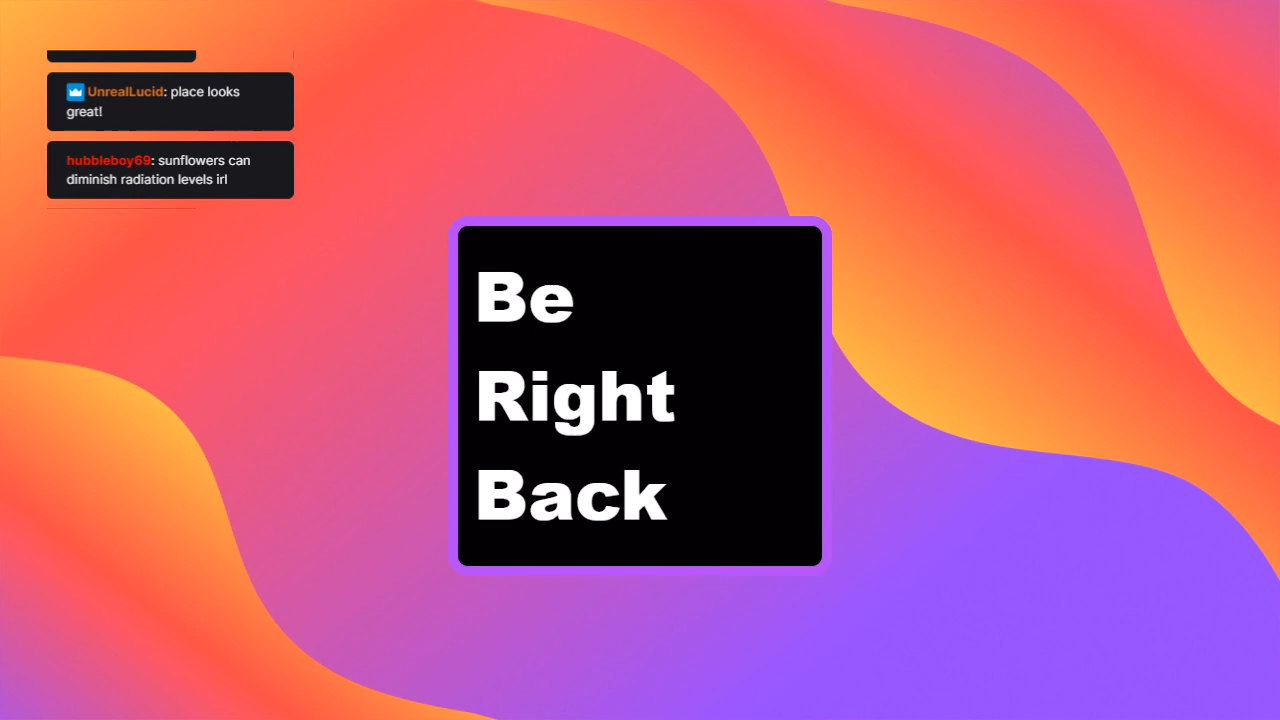 UnrealLucid: place looks
great!
hubbleboy69: sunflowers can
diminish radiation levels irl
Be
Right
Back